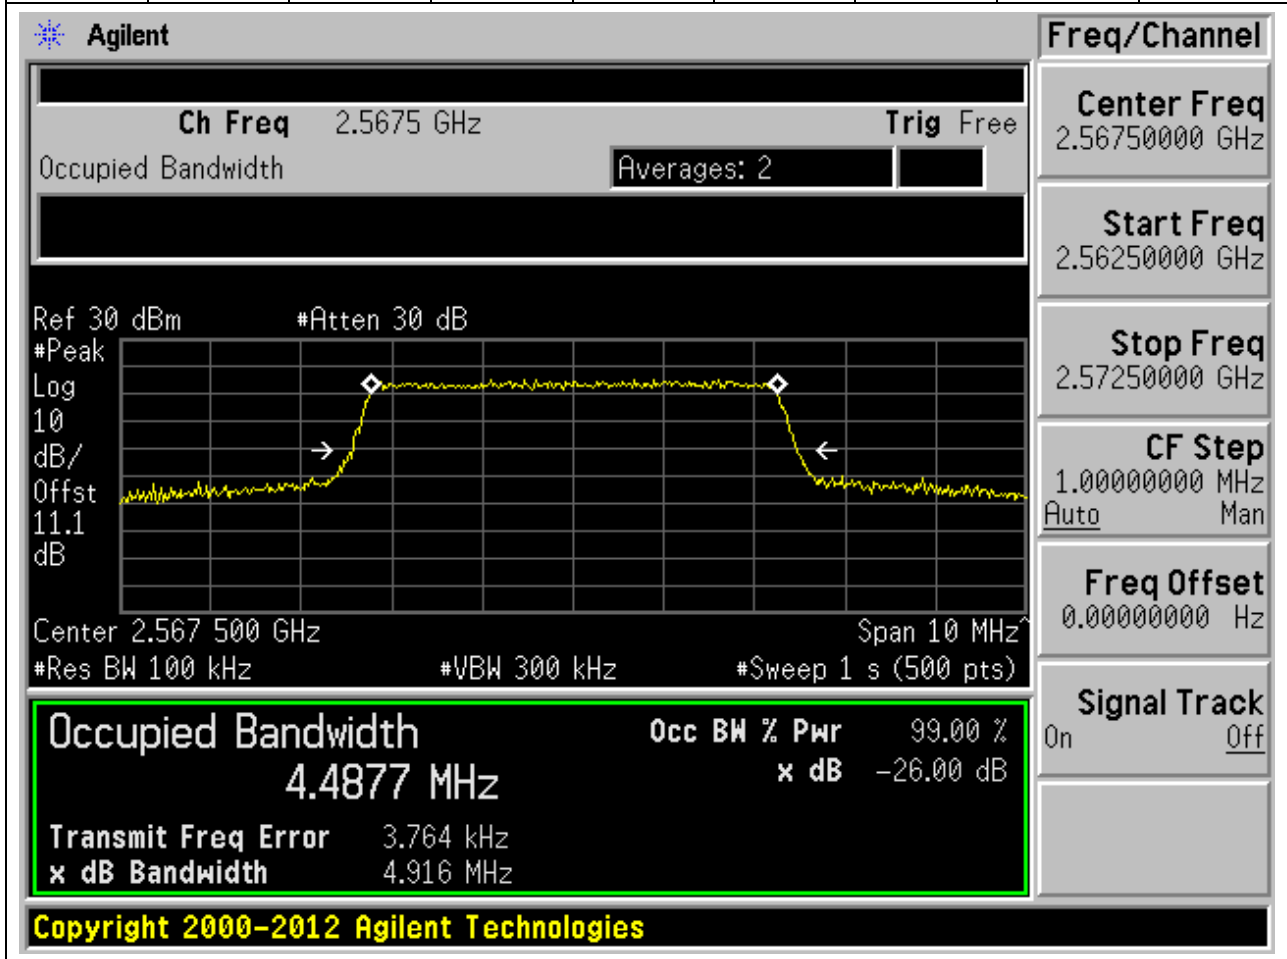 Agilent
Freq/Channel
Ch Freq 2.5675 GHz Trig Free
Occupied Bandwidth Averages: 2
Center Freq
2.56750000 GHz
Start Freq
2.56250000 GHz
Stop Freq
2.57250000 GHz
CF Step
1.00000000 MHz
Auto Man
Freq Offset
0.00000000 Hz
Signal Track
On Off
Ref 30 dBm #Atten 30 dB
#Peak
Log
10
dB/
Offst
11.1
dB
Center 2.567 500 GHz Span 10 MHz^
#Res BW 100 kHz #VBW 300 kHz #Sweep 1 s (500 pts)
Occupied Bandwidth Occ BW % Pwr 99.00 %
4.4877 MHz x dB -26.00 dB
Transmit Freq Error 3.764 kHz
x dB Bandwidth 4.916 MHz
Copyright 2000-2012 Agilent Technologies